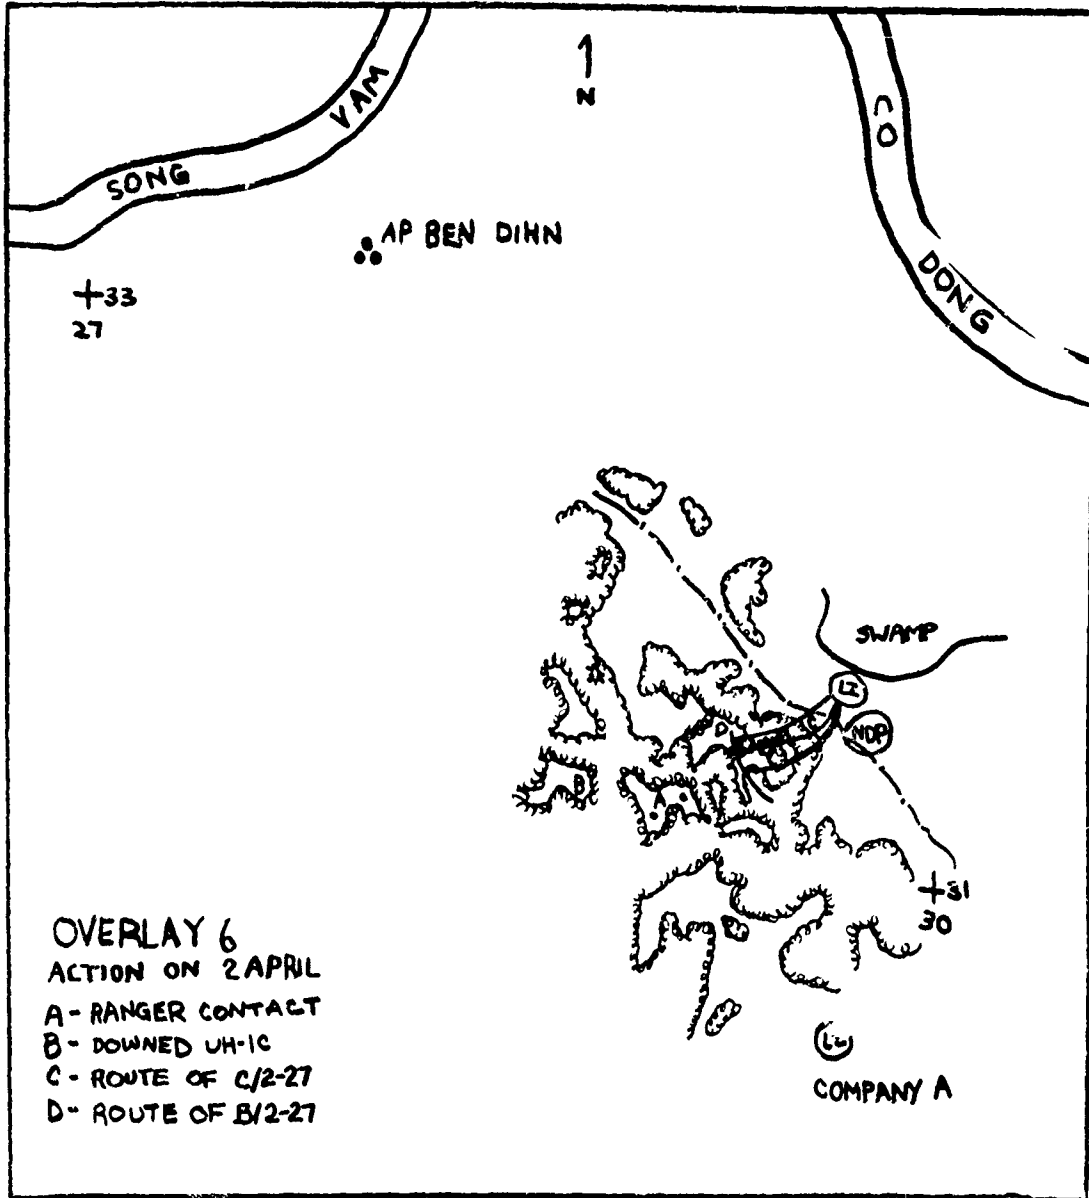 N
VAM
SONG
CO
DONG
AP BEN DIHN
33
27
SWAMP
LZ
NDP
D
B
A
31
30
OVERLAY 6
ACTION ON 2 APRIL
A - RANGER CONTACT
B - DOWNED UH-1C
C - ROUTE OF C/2-27
D - ROUTE OF B/2-27
LZ
COMPANY A